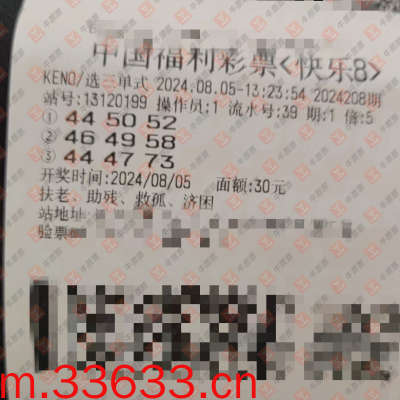 中国福利彩票<快乐8>
KENO/选三单式 2024.08.05-13:23:54 2024208期
站号:13120199 操作员:1 流水号:39 期:1 倍:5
① 44 50 52
② 46 49 58
③ 44 47 73
开奖时间:2024/08/05 面额:30元
扶老、助残、救孤、济困
站地址
验票
m.33633.cn